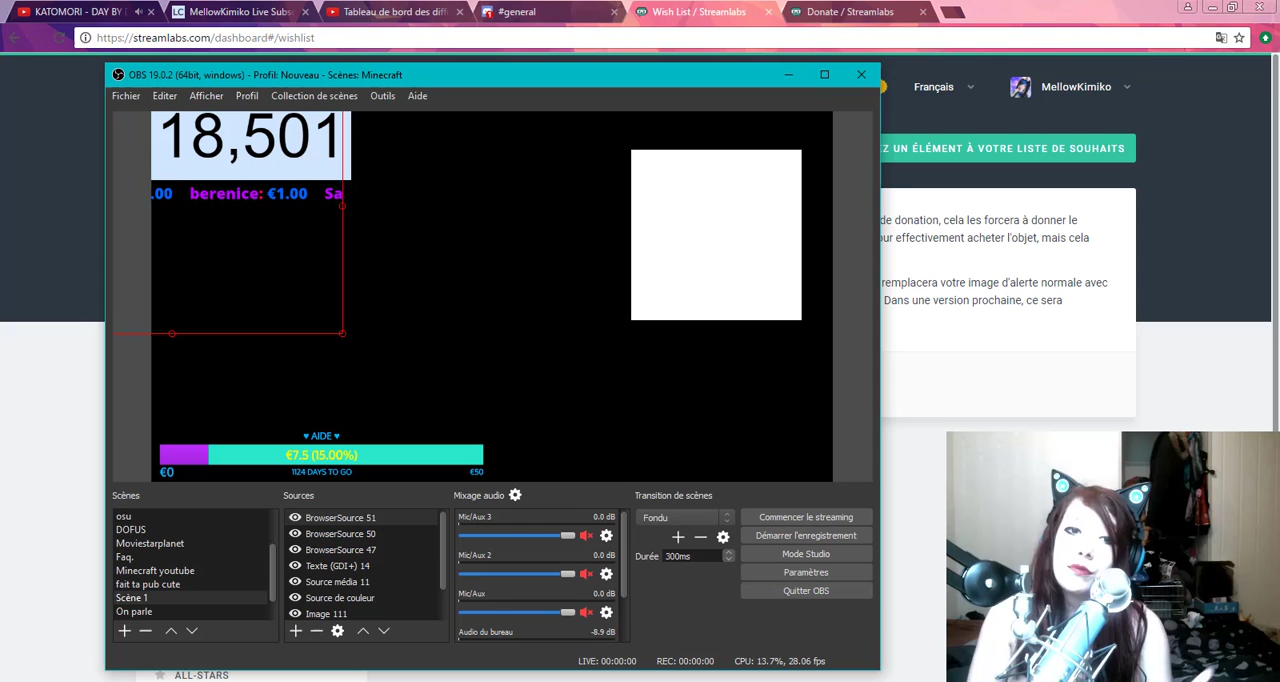 KATOMORI - DAY BY
MellowKimiko Live Subs
Tableau de bord des diff
#general
Wish List / Streamlabs
Donate / Streamlabs
https://streamlabs.com/dashboard#/wishlist
OBS 19.0.2 (64bit, windows) - Profil: Nouveau - Scènes: Minecraft
Fichier Editer Afficher Profil Collection de scènes Outils Aide
Français
MellowKimiko
EZ UN ÉLÉMENT À VOTRE LISTE DE SOUHAITS
18,501
.00 berenice: €1.00 Sa
de donation, cela les forcera à donner le
our effectivement acheter l'objet, mais cela
remplacera votre image d'alerte normale avec
Dans une version prochaine, ce sera
♥ AIDE ♥
€7.5 (15.00%)
€0 1124 DAYS TO GO €50
Scènes
osu
DOFUS
Moviestarplanet
Faq.
Minecraft youtube
fait ta pub cute
Scène 1
On parle
Sources
BrowserSource 51
BrowserSource 50
BrowserSource 47
Texte (GDI+) 14
Source média 11
Source de couleur
Image 111
Mixage audio
Mic/Aux 3 0.0 dB
Mic/Aux 2 0.0 dB
Mic/Aux 0.0 dB
Audio du bureau -8.9 dB
Transition de scènes
Fondu
Durée 300ms
Commencer le streaming
Démarrer l'enregistrement
Mode Studio
Paramètres
Quitter OBS
LIVE: 00:00:00 REC: 00:00:00 CPU: 13.7%, 28.06 fps
ALL-STARS